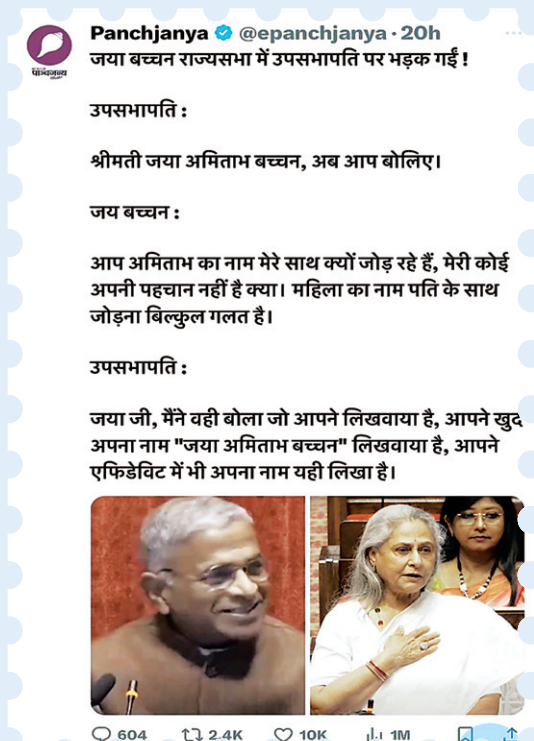 Panchjanya @epanchjanya · 20h
जया बच्चन राज्यसभा में उपसभापति पर भड़क गईं !
पाञ्चजन्य
उपसभापति :
श्रीमती जया अमिताभ बच्चन, अब आप बोलिए।
जय बच्चन :
आप अमिताभ का नाम मेरे साथ क्यों जोड़ रहे हैं, मेरी कोई
अपनी पहचान नहीं है क्या। महिला का नाम पति के साथ
जोड़ना बिल्कुल गलत है।
उपसभापति :
जया जी, मैंने वही बोला जो आपने लिखवाया है, आपने खुद
अपना नाम "जया अमिताभ बच्चन" लिखवाया है, आपने
एफिडेविट में भी अपना नाम यही लिखा है।
604 2.4K 10K 1M